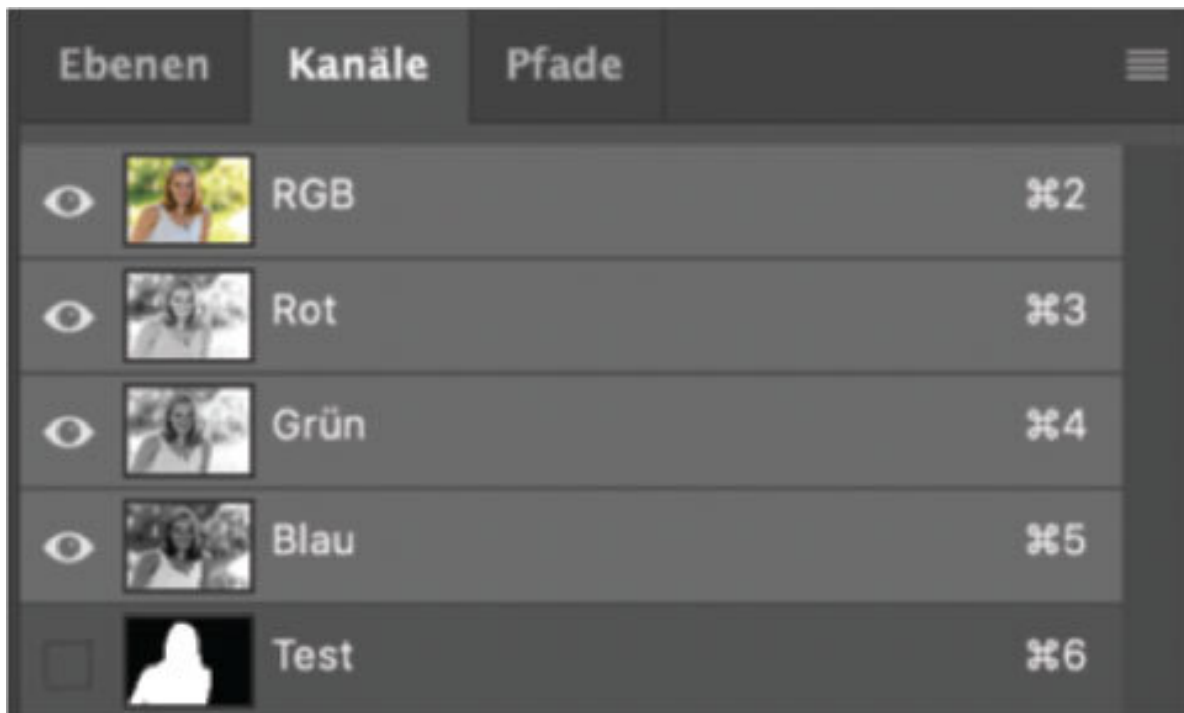 Ebenen Kanäle Pfade
RGB ⌘2
Rot ⌘3
Grün ⌘4
Blau ⌘5
Test ⌘6